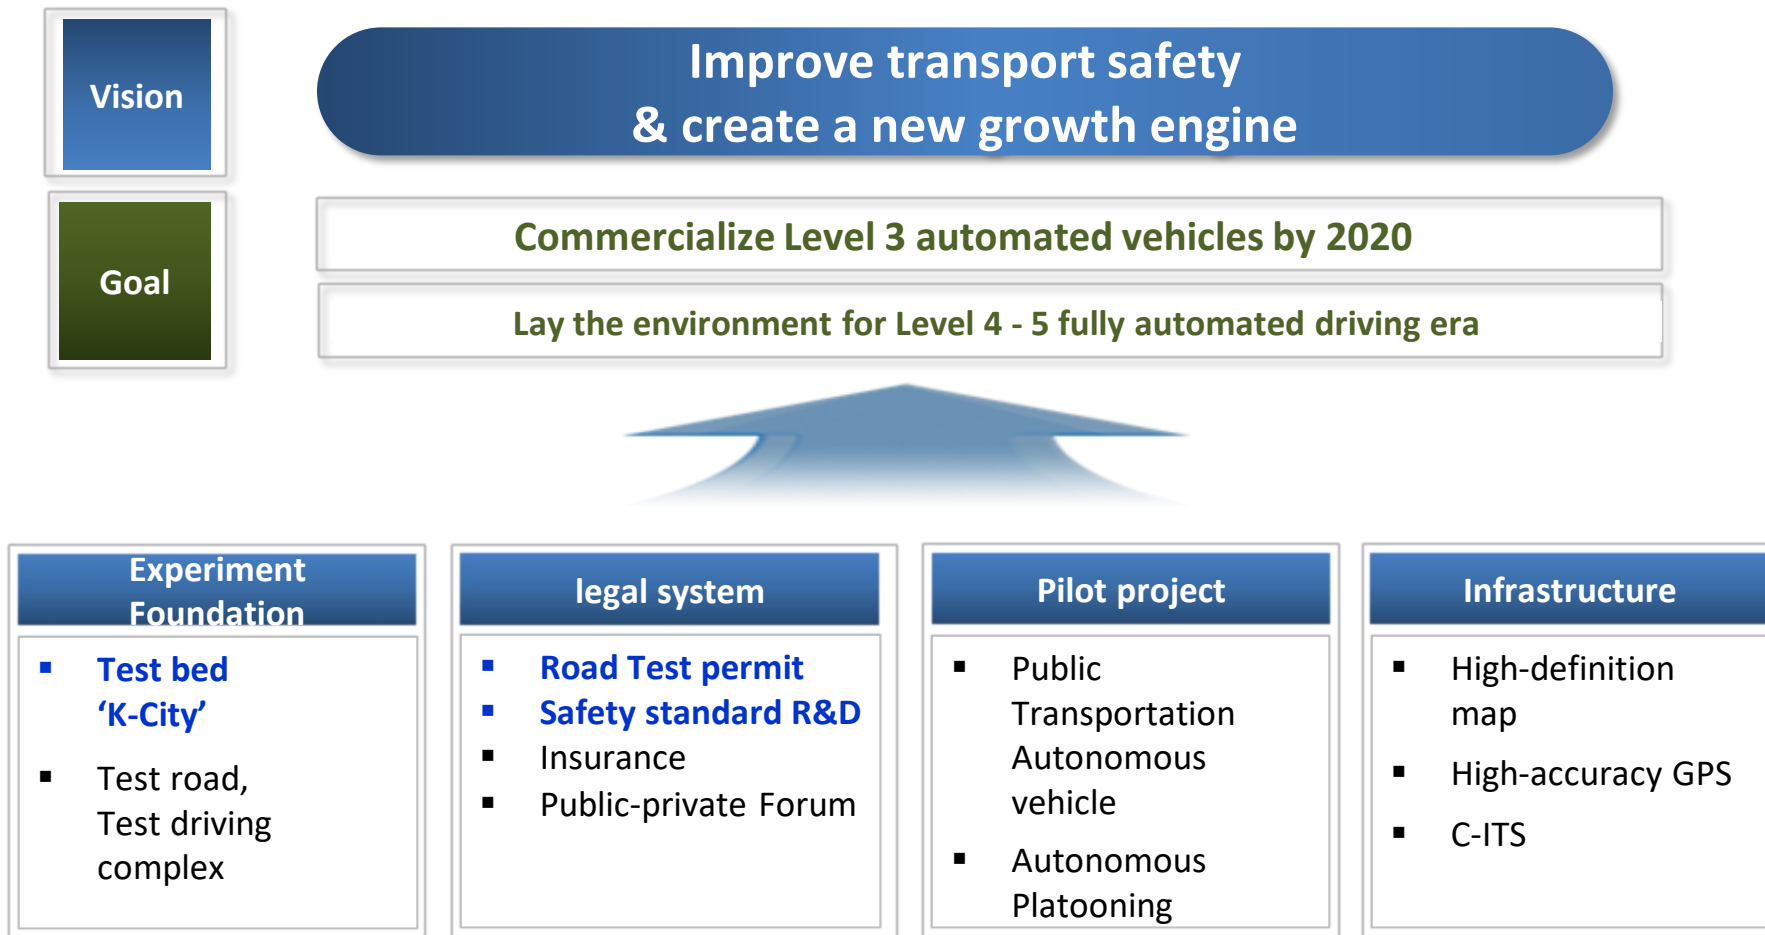 Vision
Improve transport safety
& create a new growth engine
Goal
Commercialize Level 3 automated vehicles by 2020
Lay the environment for Level 4 - 5 fully automated driving era
Experiment
Foundation
▪ Test bed
‘K-City’
▪ Test road,
Test driving
complex
legal system
▪ Road Test permit
▪ Safety standard R&D
▪ Insurance
▪ Public-private Forum
Pilot project
▪ Public
Transportation
Autonomous
vehicle
▪ Autonomous
Platooning
Infrastructure
▪ High-definition
map
▪ High-accuracy GPS
▪ C-ITS